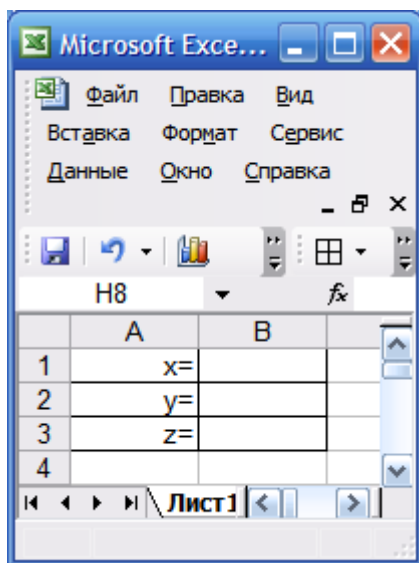 Microsoft Exce...
Файл Правка Вид
Вставка Формат Сервис
Данные Окно Справка
H8 fx
A B
1 x=
2 y=
3 z=
4
Лист1